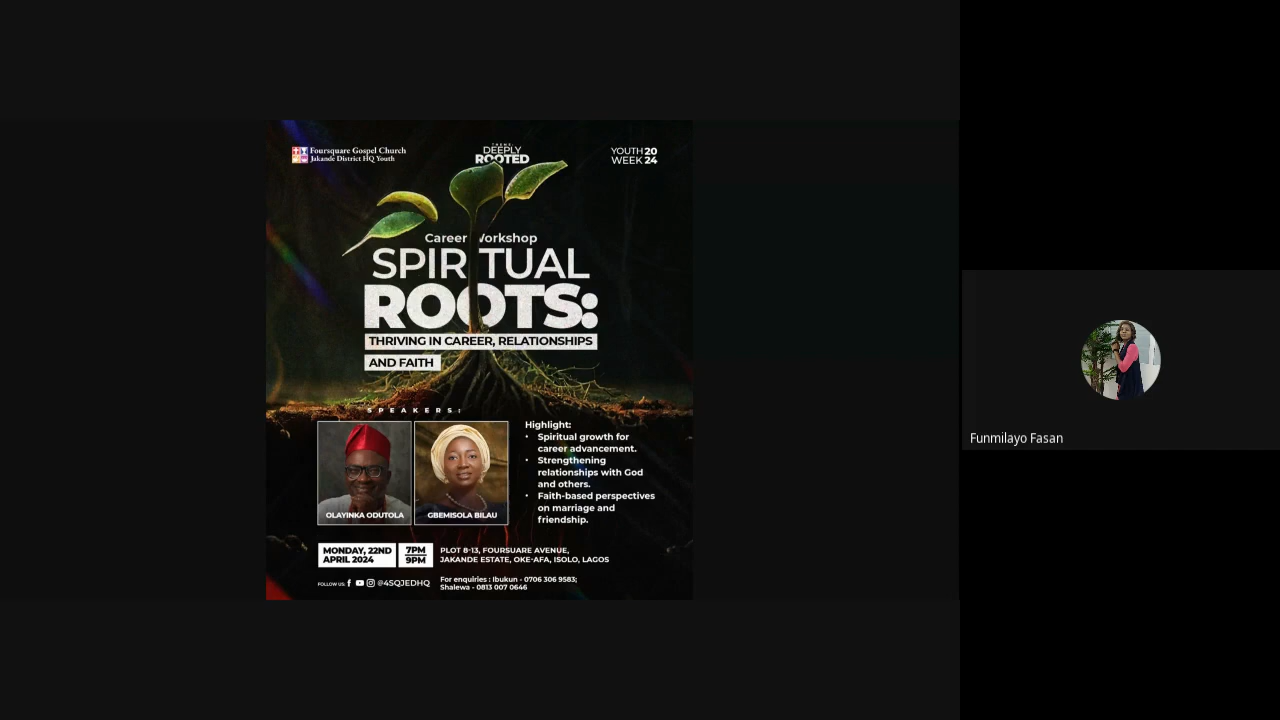 Foursquare Gospel Church
Jakande District HQ Youth
THEME:
DEEPLY
ROOTED
YOUTH 20
WEEK 24
Career Workshop
SPIRITUAL
ROOTS:
THRIVING IN CAREER, RELATIONSHIPS
AND FAITH
SPEAKERS:
OLAYINKA ODUTOLA
GBEMISOLA BILAU
Highlight:
• Spiritual growth for
career advancement.
• Strengthening
relationships with God
and others.
• Faith-based perspectives
on marriage and
friendship.
MONDAY, 22ND
APRIL 2024
7PM
9PM
PLOT 8-13, FOURSUARE AVENUE,
JAKANDE ESTATE, OKE-AFA, ISOLO, LAGOS
FOLLOW US: @4SQJEDHQ
For enquiries : Ibukun - 0706 306 9583;
Shalewa - 0813 007 0646
Funmilayo Fasan